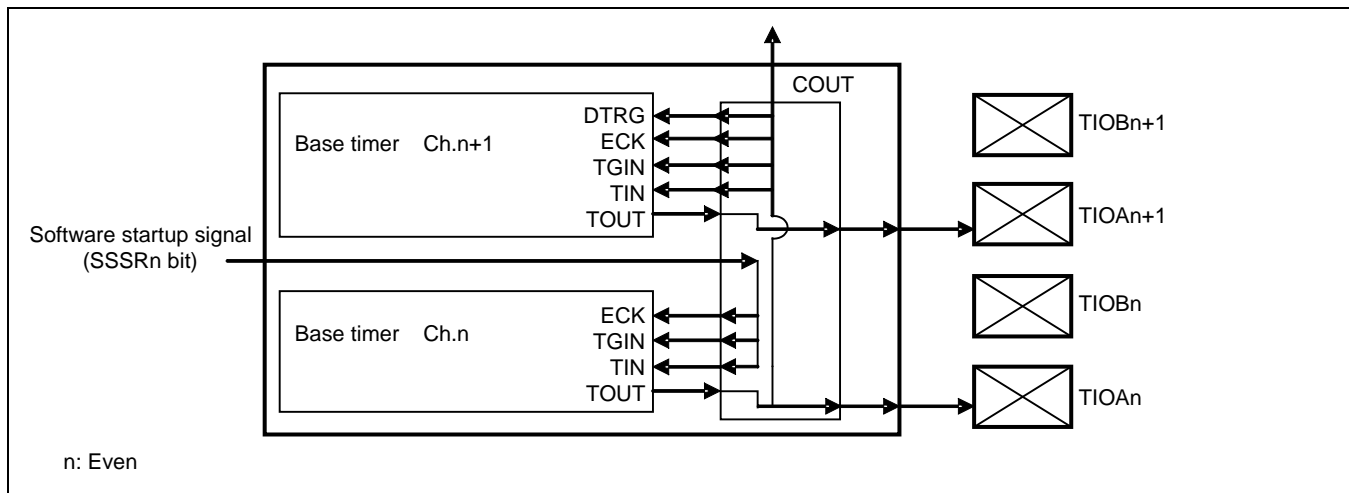 COUT
DTRG
Base timer Ch.n+1
ECK
TGIN
TIN
TOUT
Software startup signal
(SSSRn bit)
ECK
Base timer Ch.n
TGIN
TIN
TOUT
TIOBn+1
TIOAn+1
TIOBn
TIOAn
n: Even